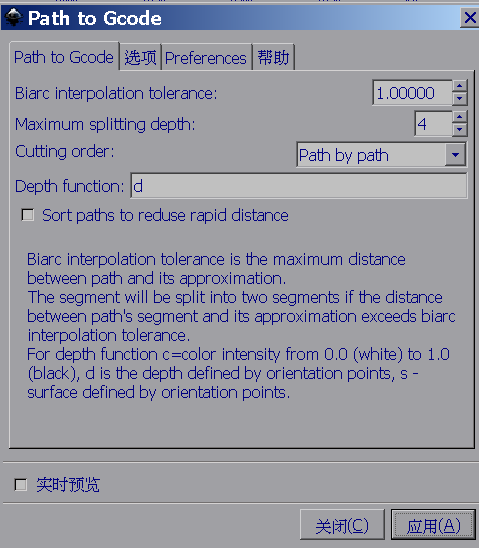 Path to Gcode
Path to Gcode 选项 Preferences 帮助
Biarc interpolation tolerance: 1.00000
Maximum splitting depth: 4
Cutting order: Path by path
Depth function: d
Sort paths to reduse rapid distance
Biarc interpolation tolerance is the maximum distance
between path and its approximation.
The segment will be split into two segments if the distance
between path's segment and its approximation exceeds biarc
interpolation tolerance.
For depth function c=color intensity from 0.0 (white) to 1.0
(black), d is the depth defined by orientation points, s -
surface defined by orientation points.
实时预览
关闭(C) 应用(A)